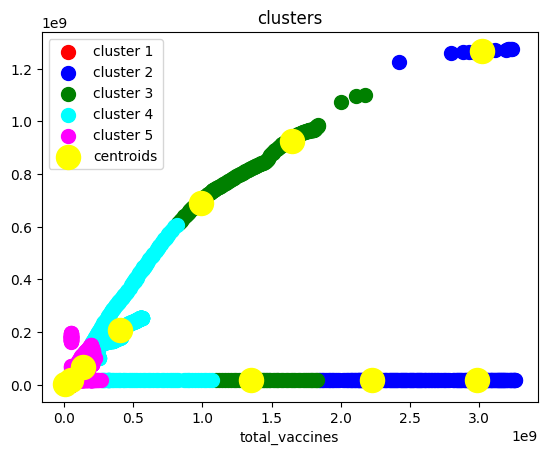 clusters
1e9
cluster 1
cluster 2
cluster 3
cluster 4
cluster 5
centroids
1.2
1.0
0.8
0.6
0.4
0.2
0.0
0.0 0.5 1.0 1.5 2.0 2.5 3.0
total_vaccines
1e9